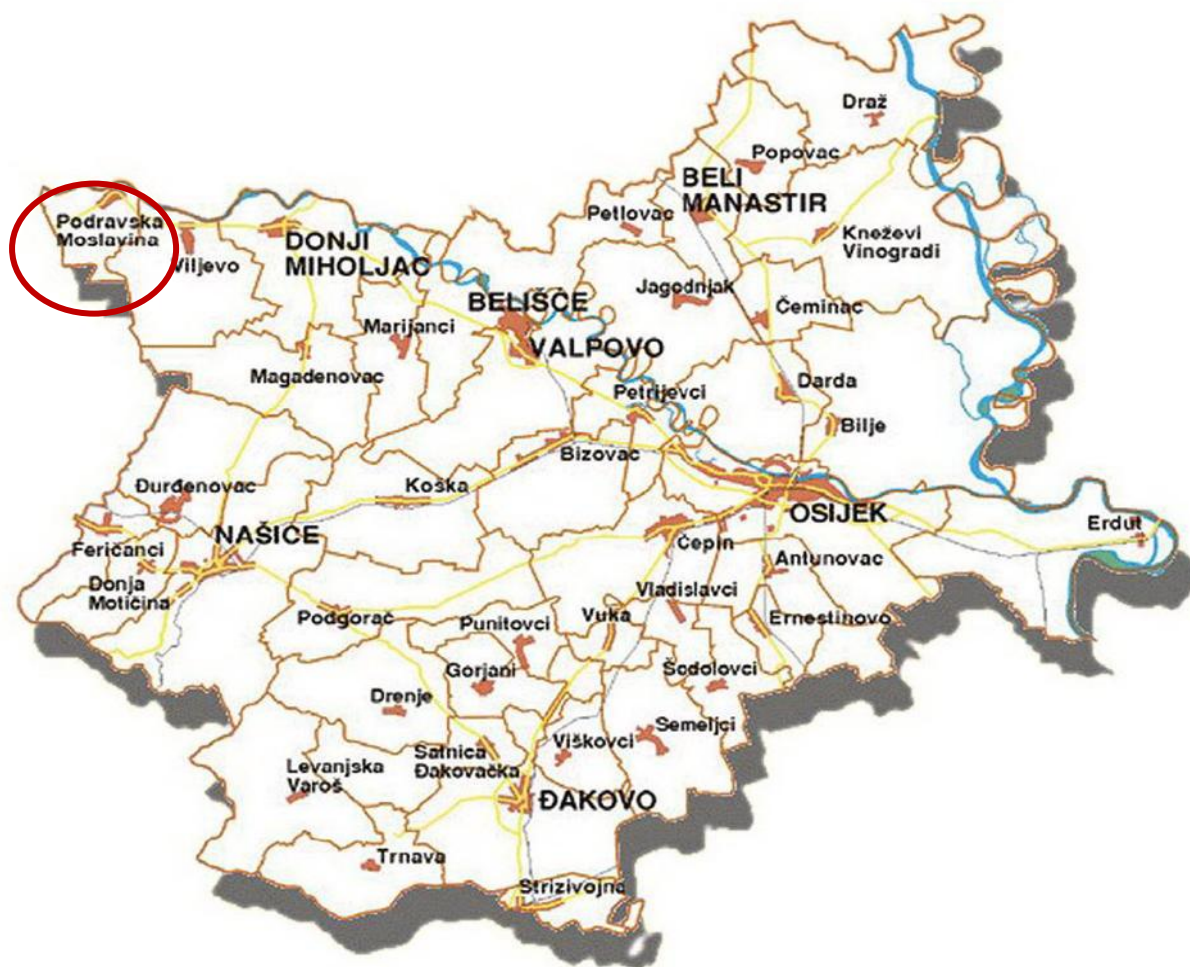 Draž
Popovac
BELI
MANASTIR
Petlovac
Kneževi
Vinogradi
Podravska
Moslavina
Viljevo
DONJI
MIHOLJAC
Jagodnjak
Čeminac
BELIŠĆE
Marijanci
VALPOVO
Magadenovac
Darda
Petrijevci
Bilje
Bizovac
Koška
Đurđenovac
OSIJEK
Erdut
NAŠICE
Čepin
Feričanci
Antunovac
Donja
Motičina
Vladislavci
Podgorač
Punitovci
Vuka
Ernestinovo
Gorjani
Šodolovci
Drenje
Semeljci
Viškovci
Satnica
Đakovačka
Levanjska
Varoš
ĐAKOVO
Trnava
Strizivojna